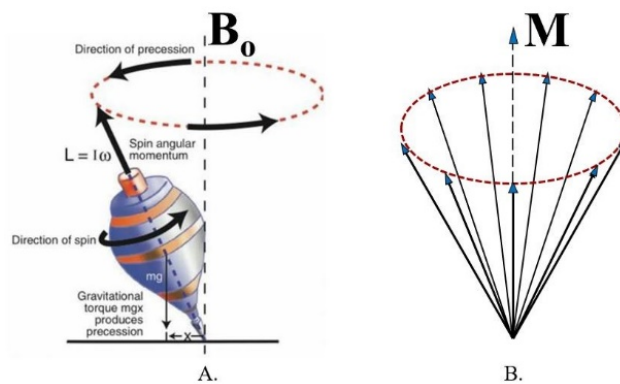 B₀
Direction of precession
Spin angular
momentum
L = Iω
Direction of spin
mg
Gravitational
torque mgx
produces
precession
x
A.
M
B.